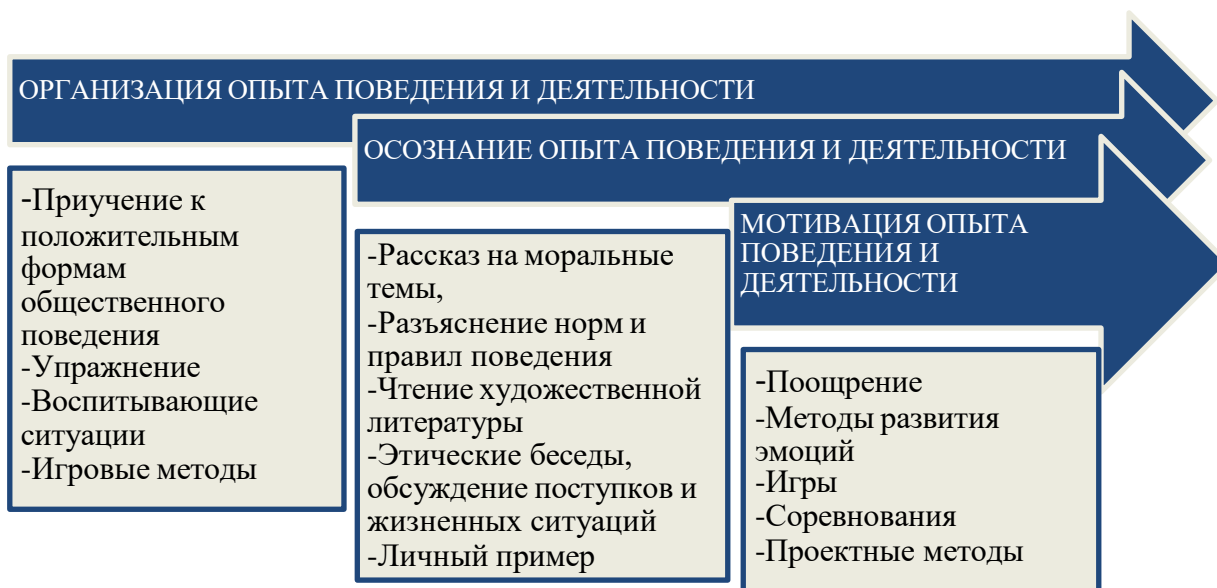 ОРГАНИЗАЦИЯ ОПЫТА ПОВЕДЕНИЯ И ДЕЯТЕЛЬНОСТИ
-Приучение к
положительным
формам
общественного
поведения
-Упражнение
-Воспитывающие
ситуации
-Игровые методы
ОСОЗНАНИЕ ОПЫТА ПОВЕДЕНИЯ И ДЕЯТЕЛЬНОСТИ
-Рассказ на моральные
темы,
-Разъяснение норм и
правил поведения
-Чтение художественной
литературы
-Этические беседы,
обсуждение поступков и
жизненных ситуаций
-Личный пример
МОТИВАЦИЯ ОПЫТА
ПОВЕДЕНИЯ И
ДЕЯТЕЛЬНОСТИ
-Поощрение
-Методы развития
эмоций
-Игры
-Соревнования
-Проектные методы